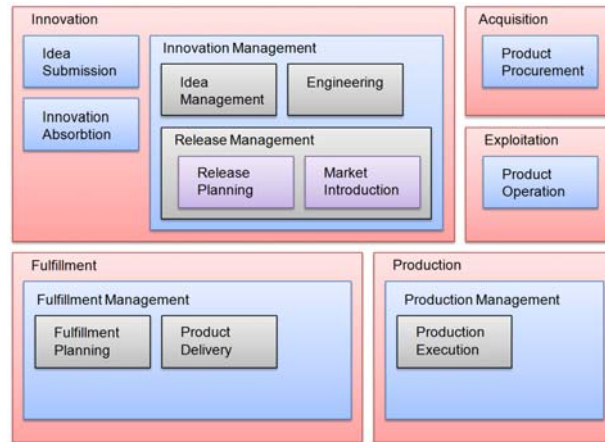 Innovation
Idea
Submission
Innovation
Absorbtion
Innovation Management
Idea
Management
Engineering
Release Management
Release
Planning
Market
Introduction
Acquisition
Product
Procurement
Exploitation
Product
Operation
Fulfillment
Fulfillment Management
Fulfillment
Planning
Product
Delivery
Production
Production Management
Production
Execution